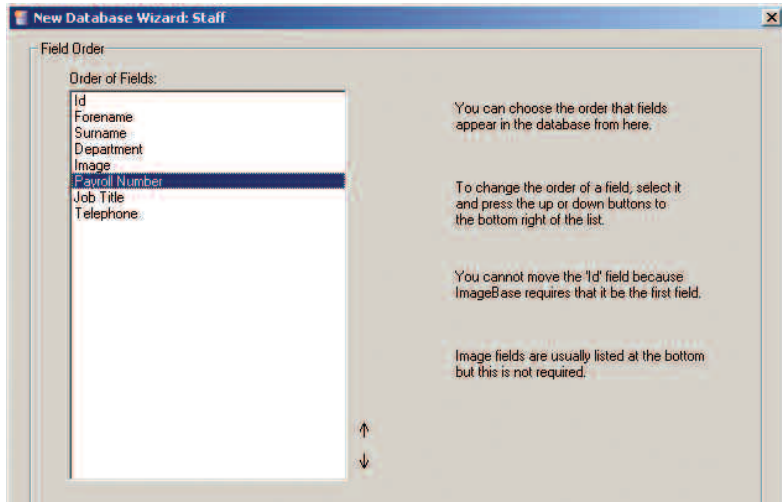 New Database Wizard: Staff
Field Order
Order of Fields:
Id
Forename
Surname
Department
Image
Payroll Number
Job Title
Telephone
You can choose the order that fields
appear in the database from here.
To change the order of a field, select it
and press the up or down buttons to
the bottom right of the list.
You cannot move the 'Id' field because
ImageBase requires that it be the first field.
Image fields are usually listed at the bottom
but this is not required.